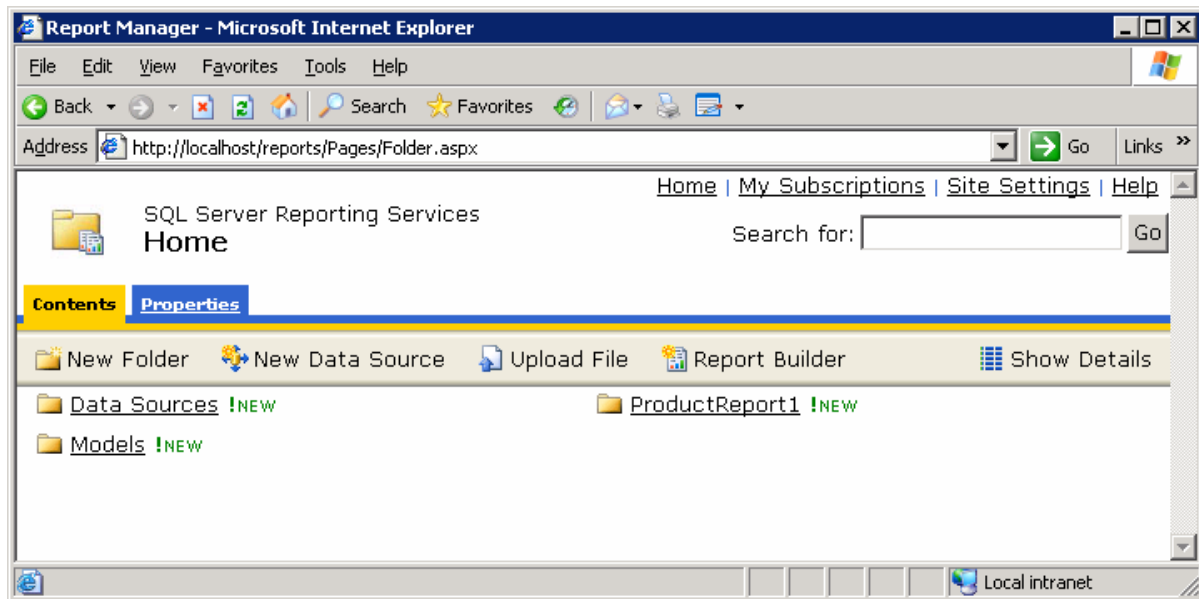 Report Manager - Microsoft Internet Explorer
File Edit View Favorites Tools Help
Back Search Favorites
Address http://localhost/reports/Pages/Folder.aspx Go Links »
Home | My Subscriptions | Site Settings | Help
SQL Server Reporting Services
Home
Search for: Go
Contents Properties
New Folder New Data Source Upload File Report Builder Show Details
Data Sources !NEW ProductReport1 !NEW
Models !NEW
Local intranet